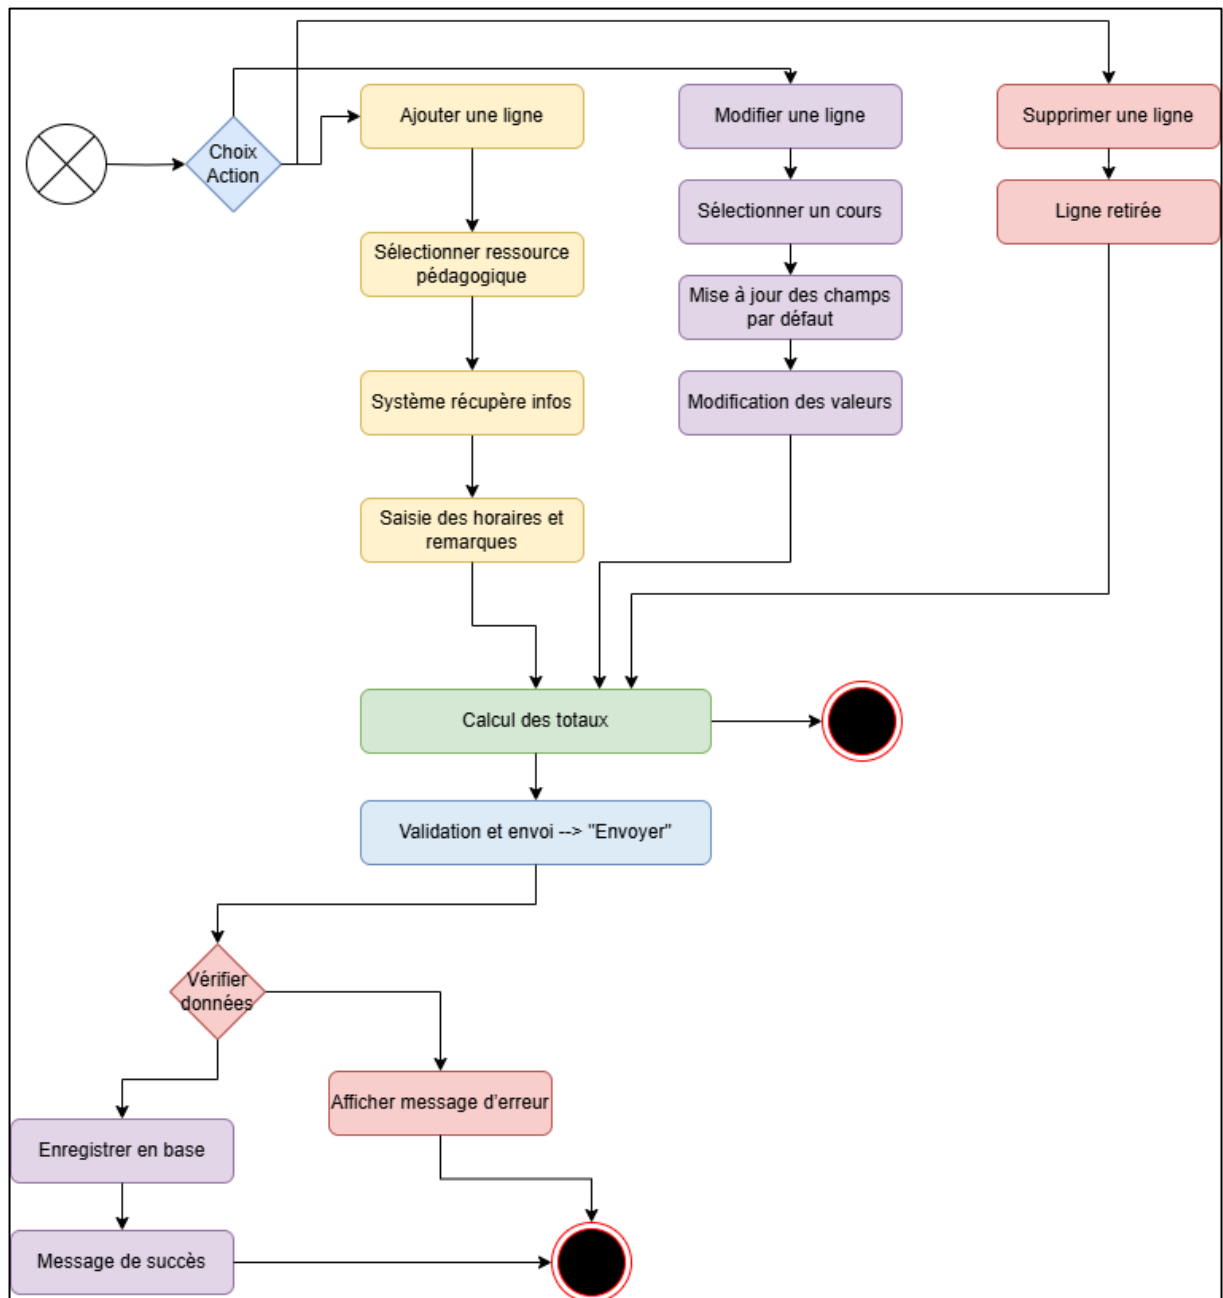 Choix
Action
Ajouter une ligne
Modifier une ligne
Supprimer une ligne
Sélectionner un cours
Ligne retirée
Sélectionner ressource
pédagogique
Mise à jour des champs
par défaut
Système récupère infos
Modification des valeurs
Saisie des horaires et
remarques
Calcul des totaux
Validation et envoi --> "Envoyer"
Vérifier
données
Afficher message d'erreur
Enregistrer en base
Message de succès